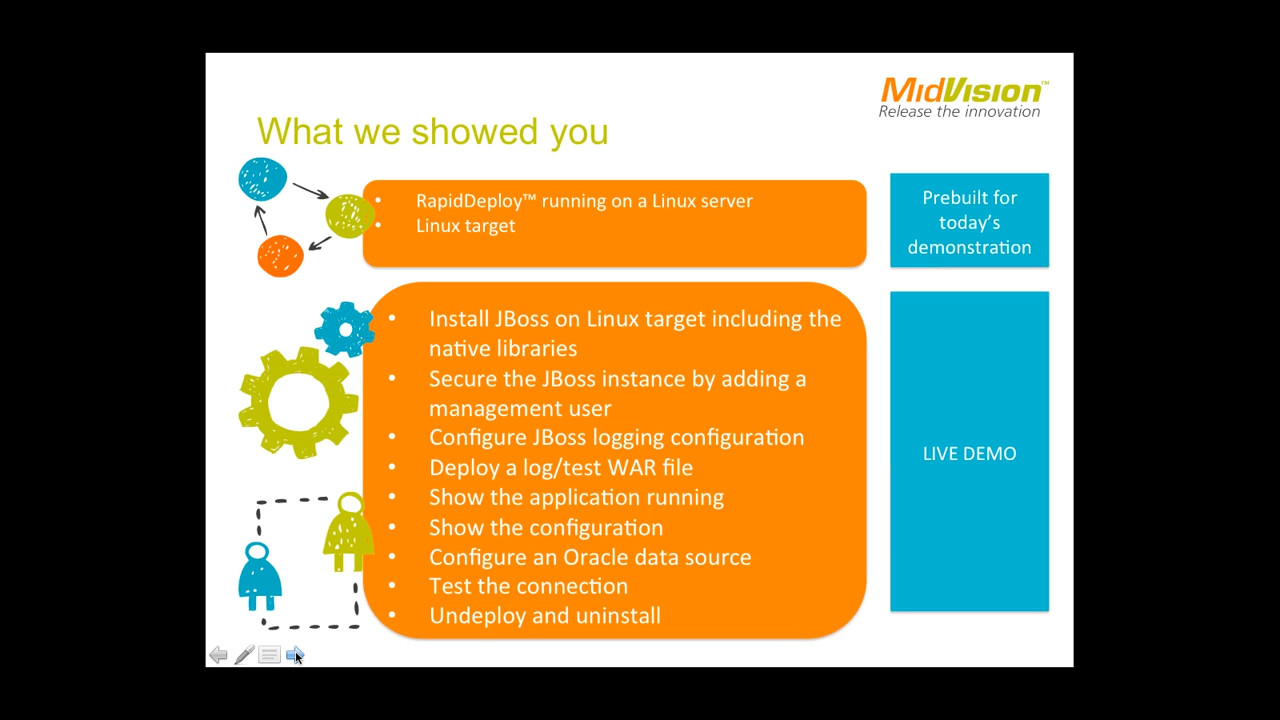 MidVision™
Release the innovation
What we showed you
• RapidDeploy™ running on a Linux server
• Linux target
Prebuilt for
today’s
demonstration
• Install JBoss on Linux target including the
native libraries
• Secure the JBoss instance by adding a
management user
• Configure JBoss logging configuration
• Deploy a log/test WAR file
• Show the application running
• Show the configuration
• Configure an Oracle data source
• Test the connection
• Undeploy and uninstall
LIVE DEMO